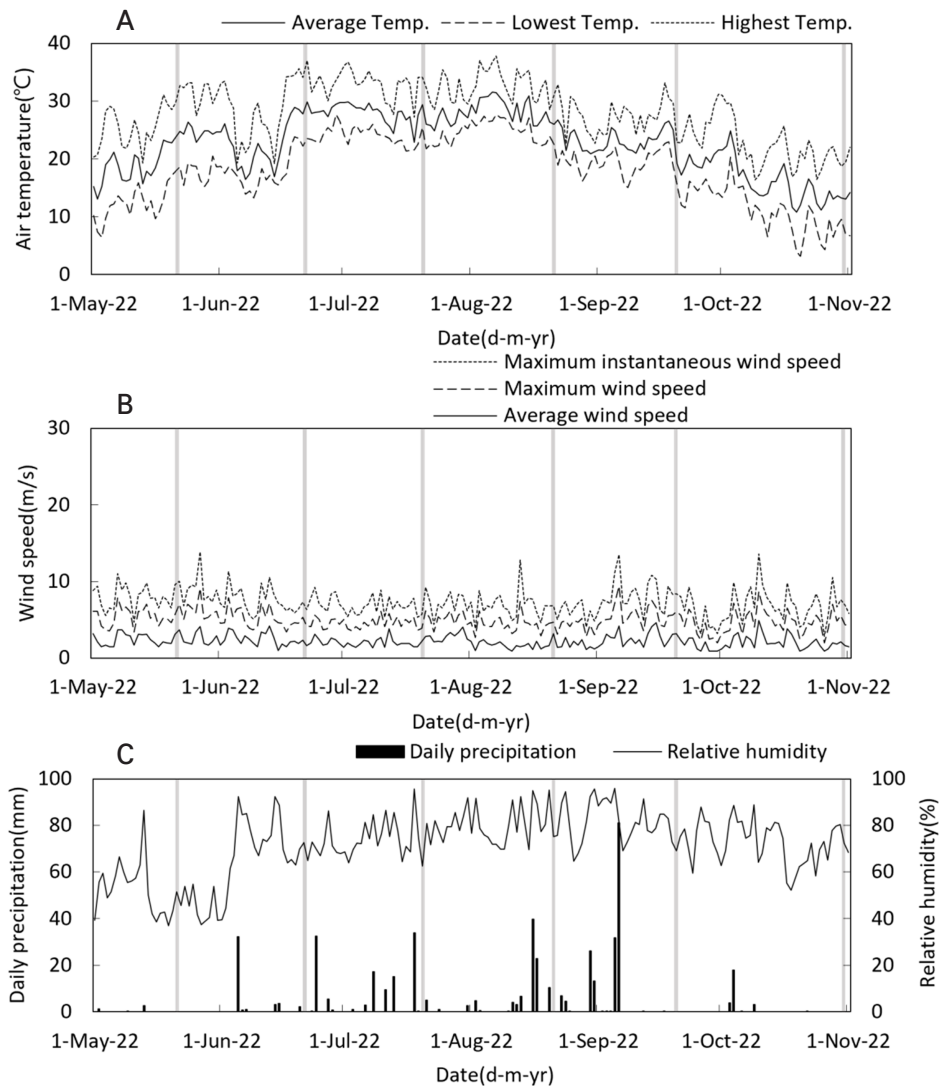 A
Average Temp. Lowest Temp. Highest Temp.
Air temperature(℃)
40
30
20
10
0
1-May-22 1-Jun-22 1-Jul-22 1-Aug-22 1-Sep-22 1-Oct-22 1-Nov-22
Date(d-m-yr)
Maximum instantaneous wind speed
Maximum wind speed
Average wind speed
B
Wind speed(m/s)
30
20
10
0
1-May-22 1-Jun-22 1-Jul-22 1-Aug-22 1-Sep-22 1-Oct-22 1-Nov-22
Date(d-m-yr)
C
Daily precipitation Relative humidity
Daily precipitation(mm)
100 100
80 80
60 60
40 40
20 20
0 0
Relative humidity(%)
1-May-22 1-Jun-22 1-Jul-22 1-Aug-22 1-Sep-22 1-Oct-22 1-Nov-22
Date(d-m-yr)